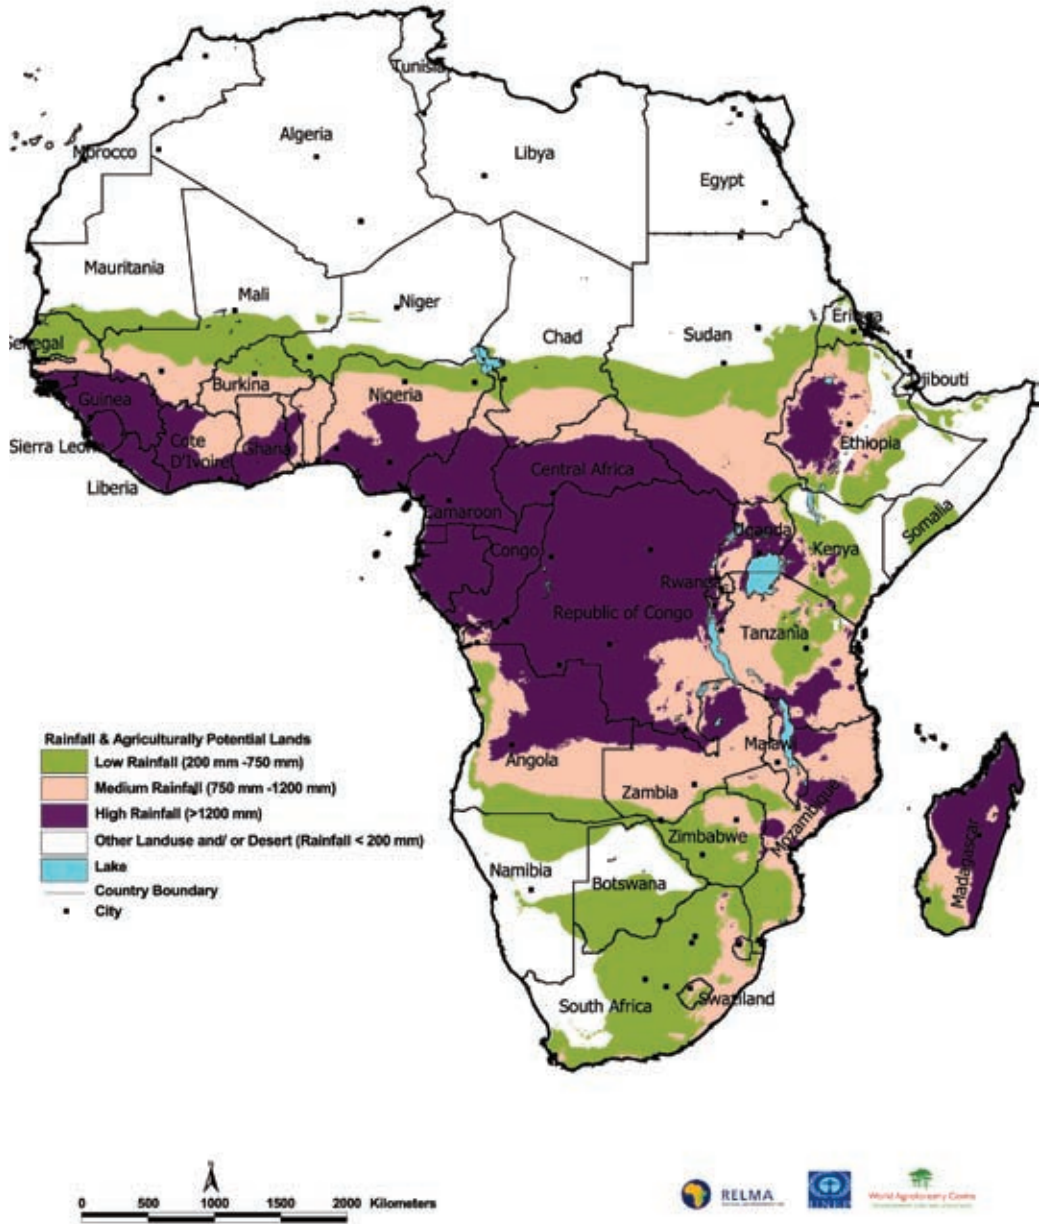 Tunisia
Algeria
Libya
Morocco
Egypt
Mauritania
Mali
Niger
Chad
Sudan
Eritrea
Senegal
Burkina
Djibouti
Guinea
Nigeria
Ethiopia
Sierra Leone
Cote
D'Ivoire
Ghana
Central Africa
Liberia
Camaroon
Somalia
Uganda
Congo
Kenya
Rwanda
Republic of Congo
Tanzania
Angola
Malawi
Zambia
Mozambique
Zimbabwe
Madagascar
Namibia
Botswana
South Africa
Swaziland
Rainfall & Agriculturally Potential Lands
Low Rainfall (200 mm -750 mm)
Medium Rainfall (750 mm -1200 mm)
High Rainfall (>1200 mm)
Other Landuse and/ or Desert (Rainfall < 200 mm)
Lake
Country Boundary
City
N
0 500 1000 1500 2000 Kilometers
RELMA
UNEP
World Agroforestry Centre